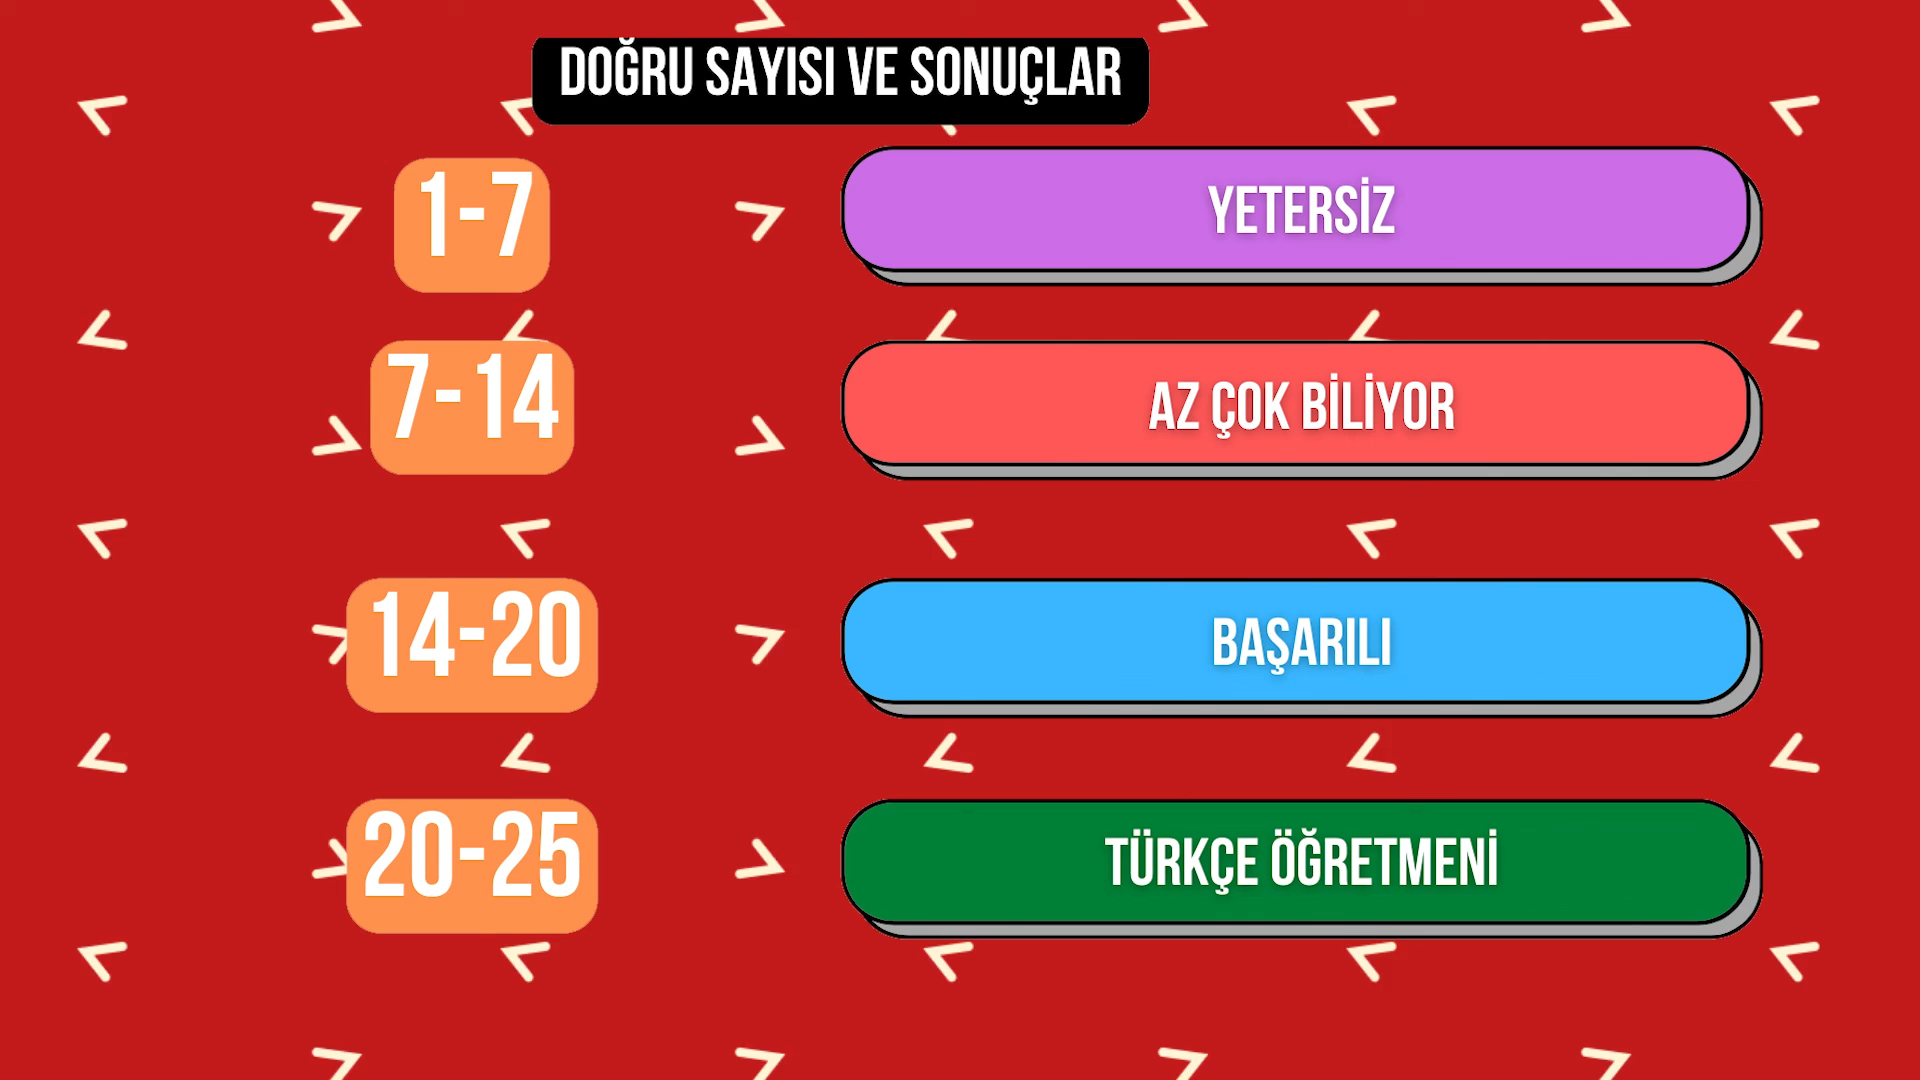 DOĞRU SAYISI VE SONUÇLAR
1-7
YETERSİZ
7-14
AZ ÇOK BİLİYOR
14-20
BAŞARILI
20-25
TÜRKÇE ÖĞRETMENİ